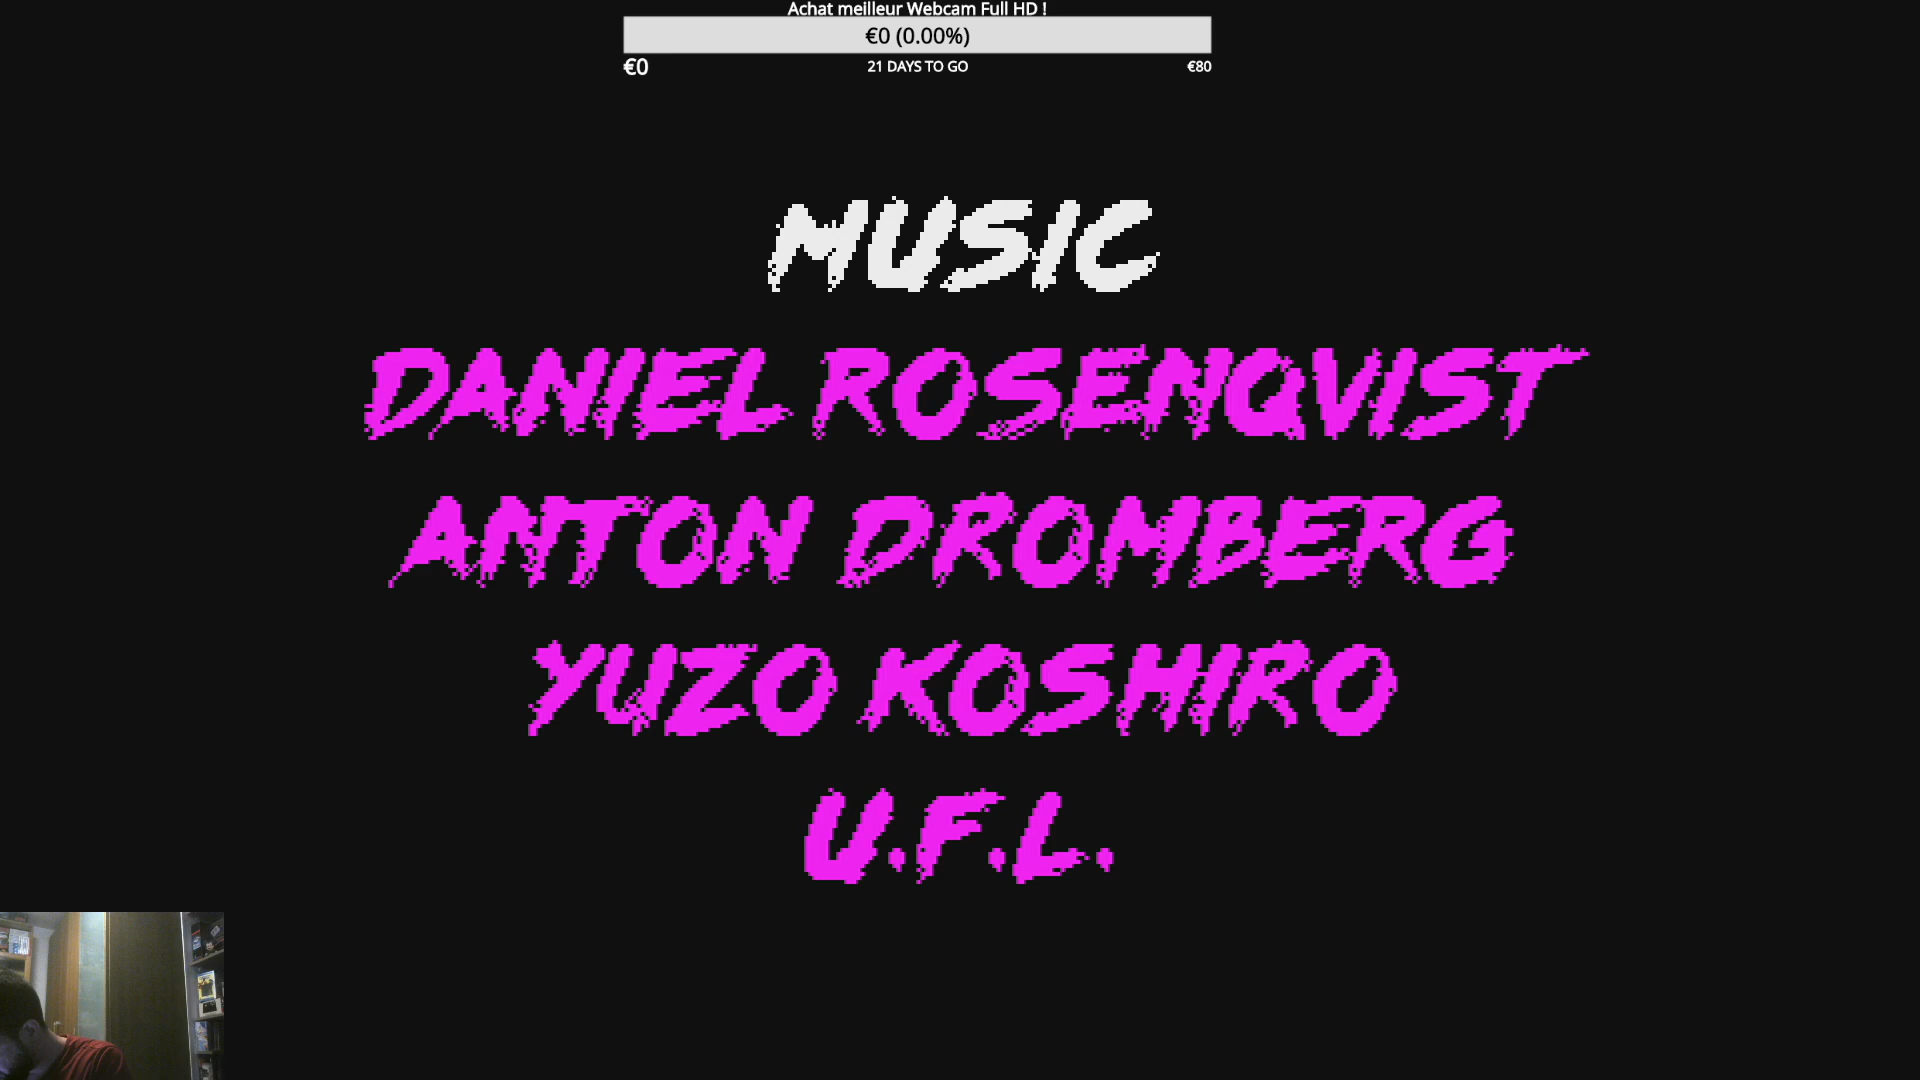 Achat meilleur Webcam Full HD !
€0 (0.00%)
€0 21 DAYS TO GO €80
MUSIC
DANIEL ROSENQVIST
ANTON DROMBERG
YUZO KOSHIRO
U.F.L.